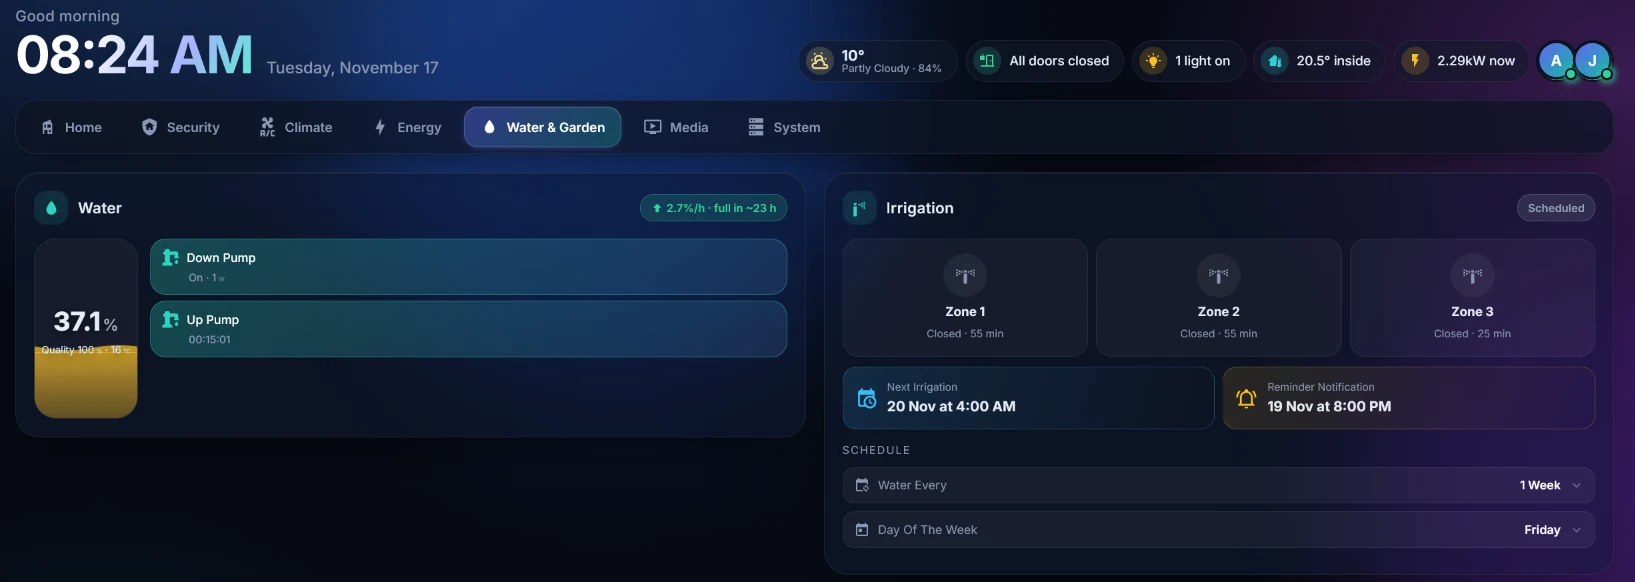 Good morning
08:24 AM Tuesday, November 17
10°
Partly Cloudy · 84%
All doors closed
1 light on
20.5° inside
2.29kW now
A
J
Home
Security
A/C Climate
Energy
Water & Garden
Media
System
Water
2.7%/h · full in ~23 h
37.1%
Quality 100 % · 16 °C
Down Pump
On · 1 W
Up Pump
00:15:01
Irrigation
Scheduled
Zone 1
Closed · 55 min
Zone 2
Closed · 55 min
Zone 3
Closed · 25 min
Next Irrigation
20 Nov at 4:00 AM
Reminder Notification
19 Nov at 8:00 PM
SCHEDULE
Water Every
1 Week
Day Of The Week
Friday